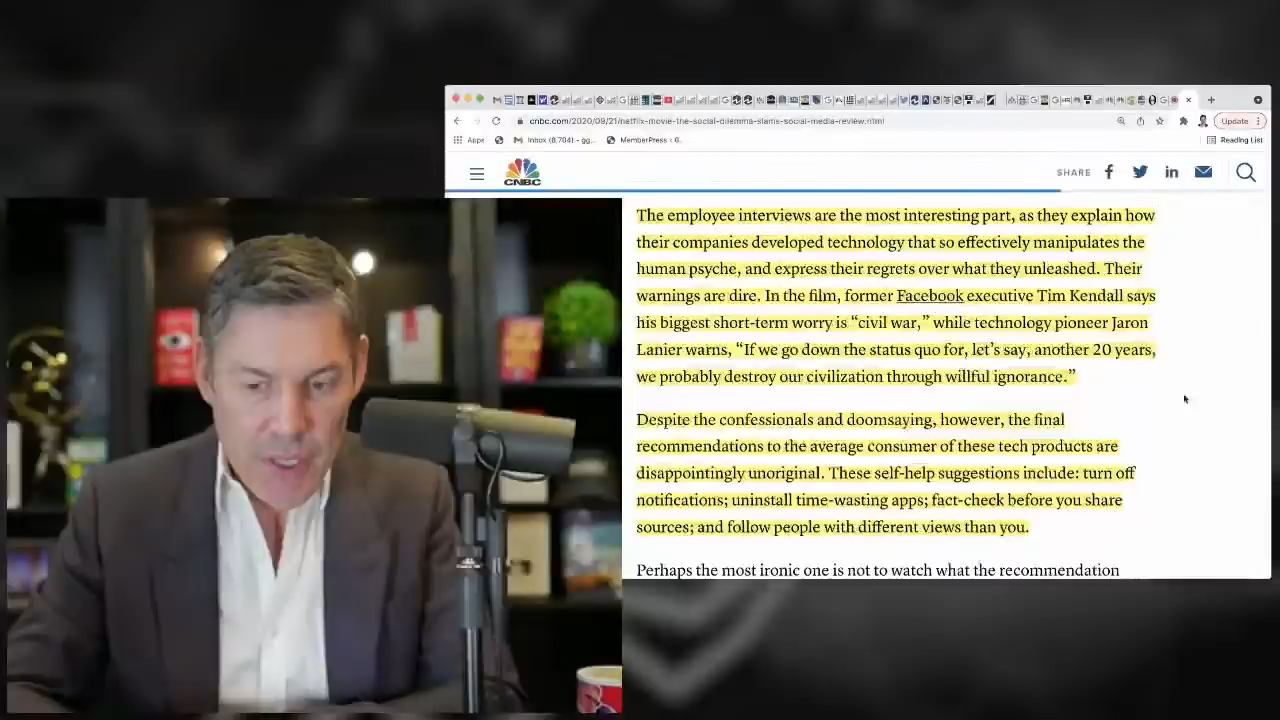 cnbc.com/2020/09/21/netflix-movie-the-social-dilemma-slams-social-media-review.html
Update
Apps
Inbox (8,704) - gg...
MemberPress ‹ G.
Reading List
CNBC
SHARE
The employee interviews are the most interesting part, as they explain how
their companies developed technology that so effectively manipulates the
human psyche, and express their regrets over what they unleashed. Their
warnings are dire. In the film, former Facebook executive Tim Kendall says
his biggest short-term worry is “civil war,” while technology pioneer Jaron
Lanier warns, “If we go down the status quo for, let’s say, another 20 years,
we probably destroy our civilization through willful ignorance.”
Despite the confessionals and doomsaying, however, the final
recommendations to the average consumer of these tech products are
disappointingly unoriginal. These self-help suggestions include: turn off
notifications; uninstall time-wasting apps; fact-check before you share
sources; and follow people with different views than you.
Perhaps the most ironic one is not to watch what the recommendation